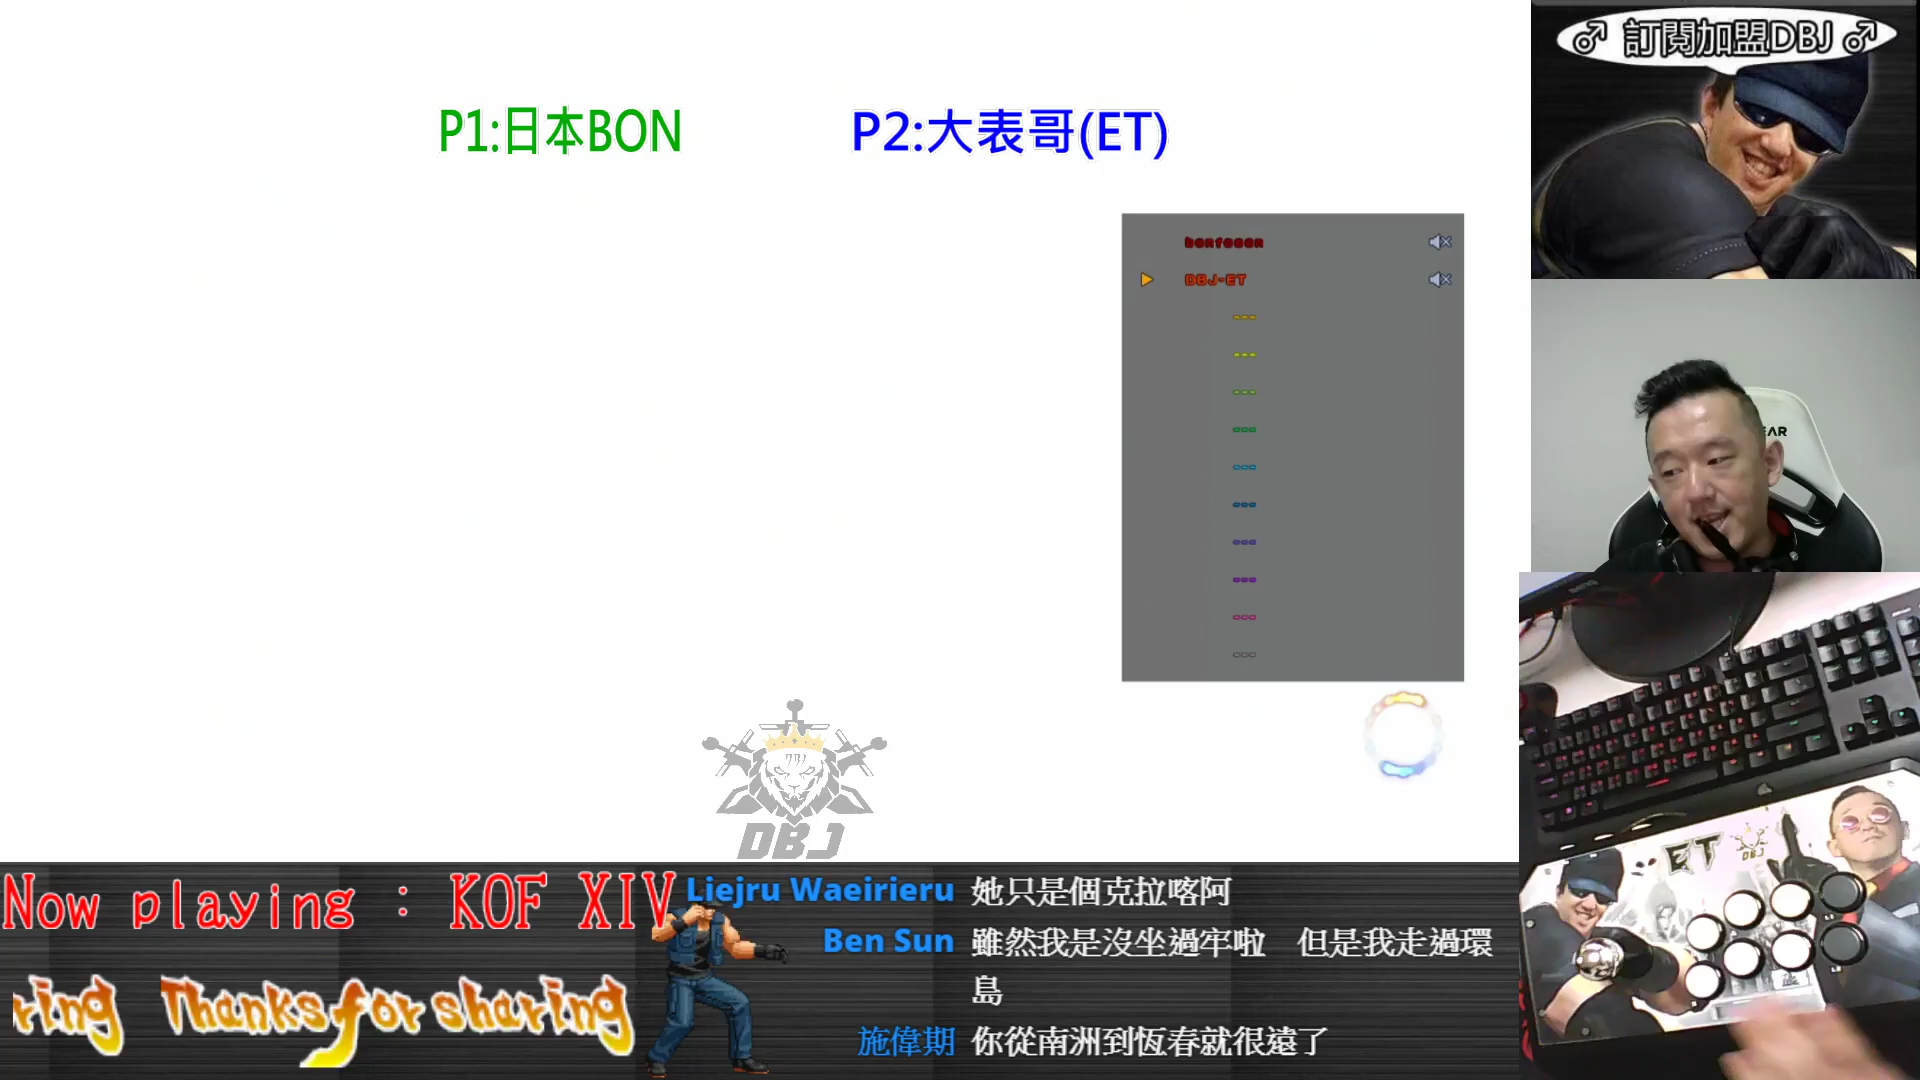 ♂ 訂閱加盟DBJ ♂
P1:日本BON
P2:大表哥(ET)
DBJ-ET
DBJ
Now playing : KOF XIV
ring Thanks for sharing
Liejru Waeirieru 她只是個克拉喀阿
Ben Sun 雖然我是沒坐過牢啦 但是我走過環
島
施偉期 你從南洲到恆春就很遠了
ET
DBJ